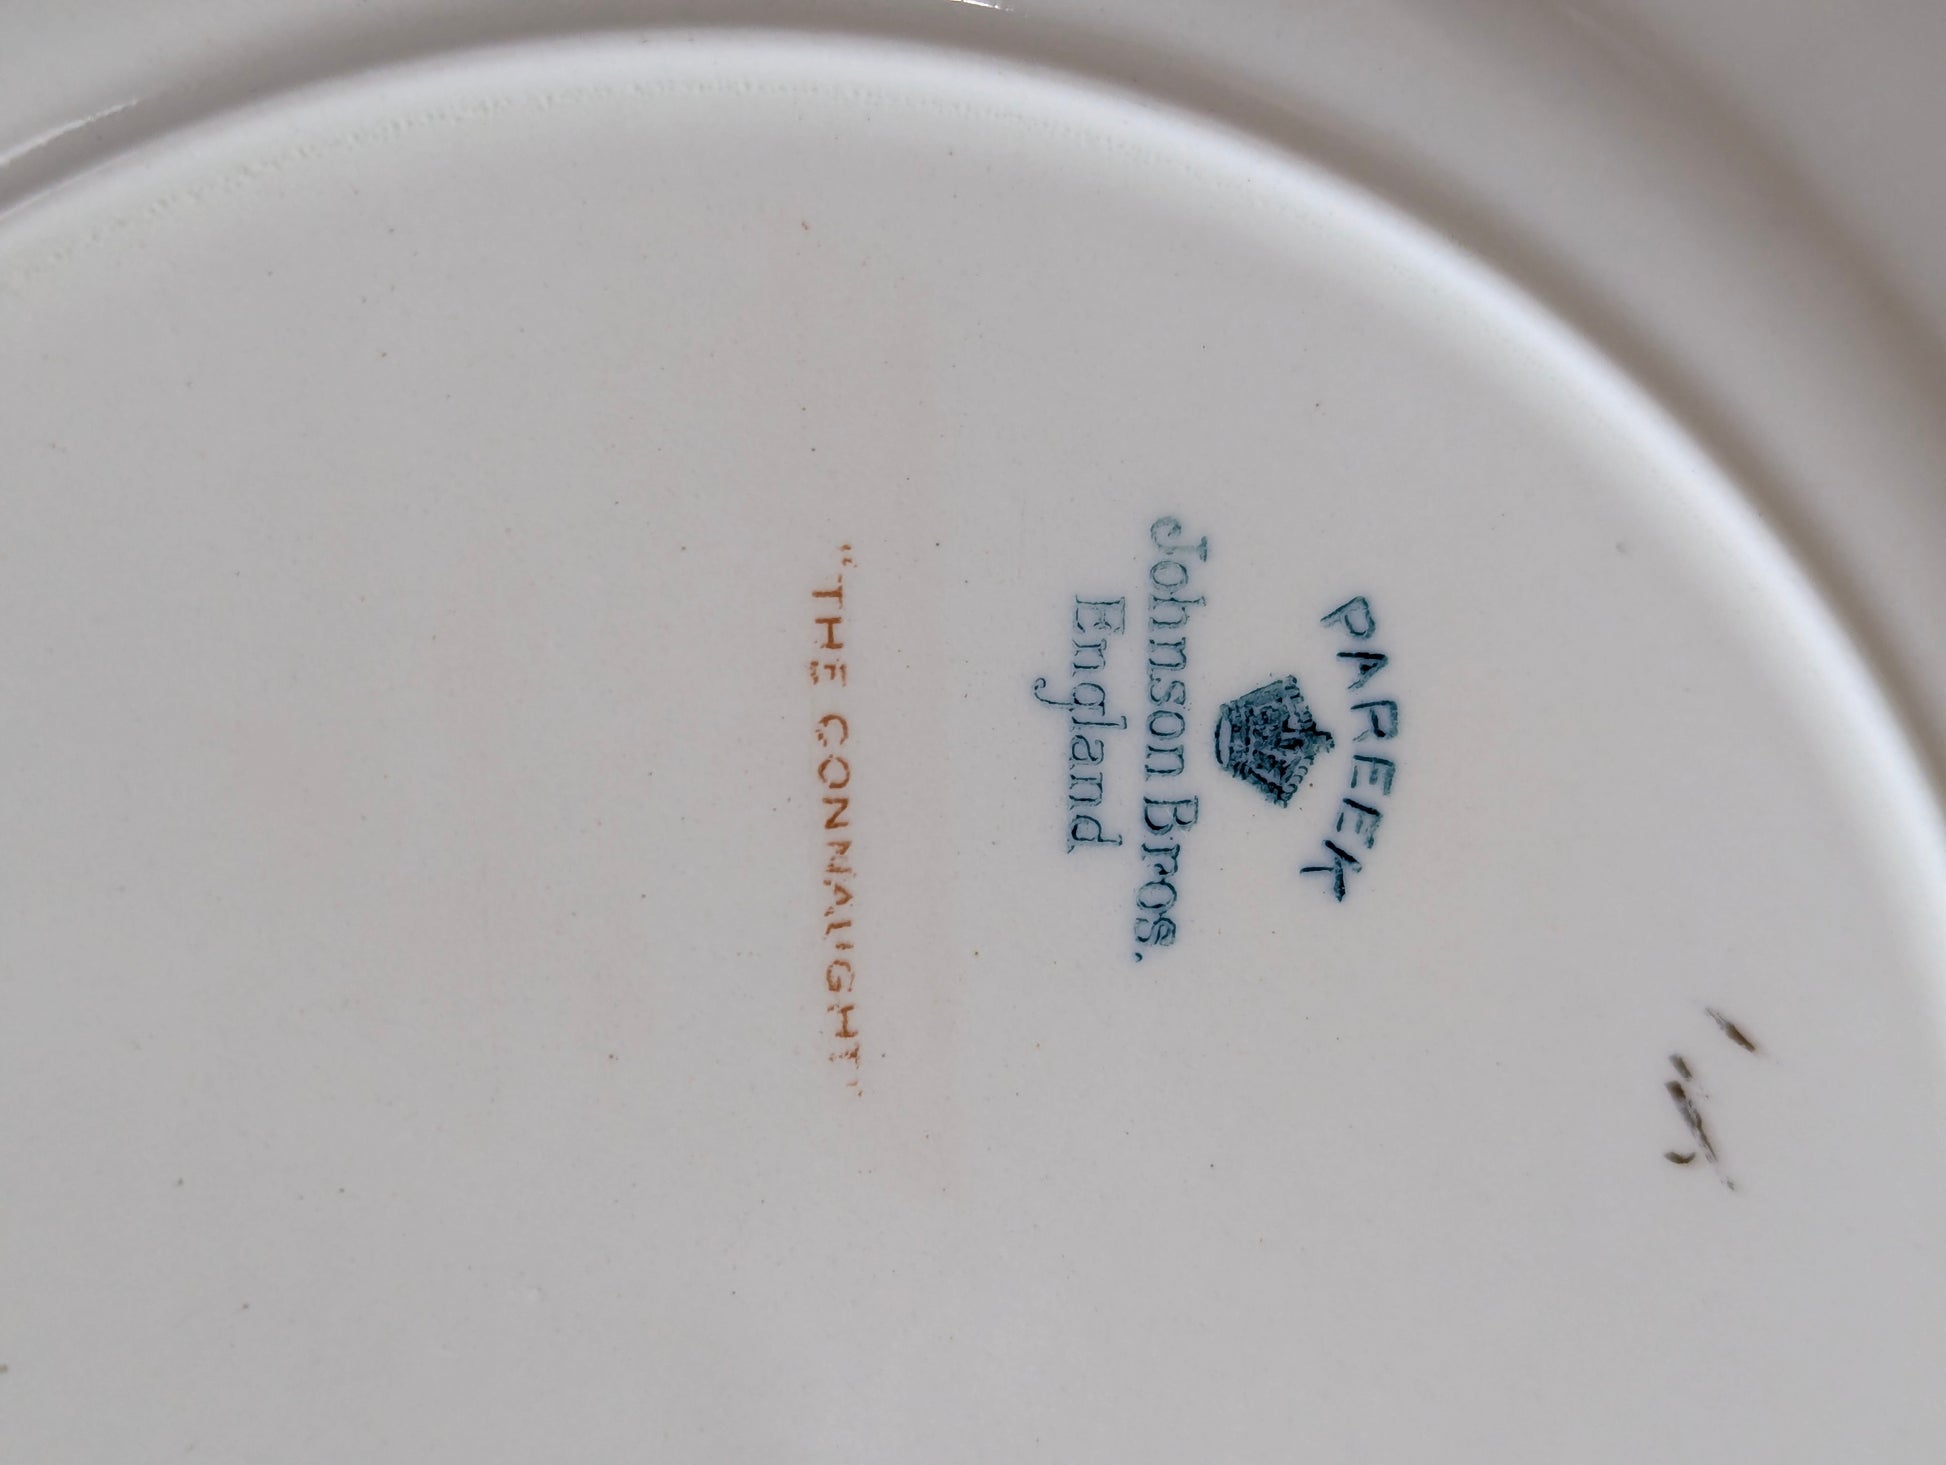 PAREEK
Johnson Bros.
England
"THE CONNAUGHT"